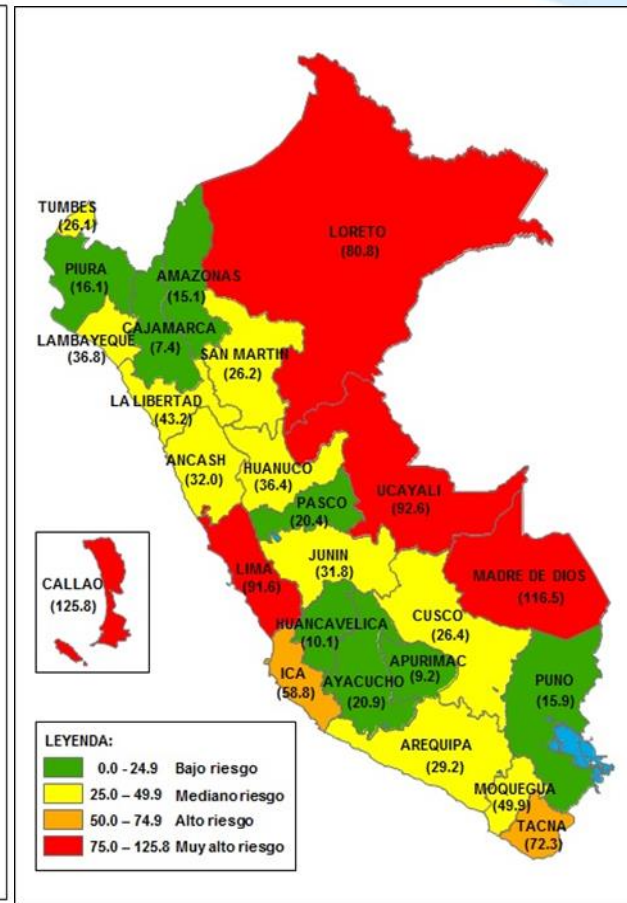 TUMBES
(26.1)
LORETO
(80.8)
PIURA
(16.1)
AMAZONAS
(15.1)
CAJAMARCA
(7.4)
LAMBAYEQUE
(36.8)
SAN MARTIN
(26.2)
LA LIBERTAD
(43.2)
ANCASH
(32.0)
HUANUCO
(36.4)
UCAYALI
(92.6)
PASCO
(20.4)
JUNIN
(31.8)
LIMA
(91.6)
MADRE DE DIOS
(116.5)
CALLAO
(125.8)
CUSCO
(26.4)
HUANCAVELICA
(10.1)
APURIMAC
(9.2)
ICA
(58.8)
AYACUCHO
(20.9)
PUNO
(15.9)
AREQUIPA
(29.2)
MOQUEGUA
(49.9)
TACNA
(72.3)
LEYENDA:
0.0 - 24.9 Bajo riesgo
25.0 – 49.9 Mediano riesgo
50.0 – 74.9 Alto riesgo
75.0 – 125.8 Muy alto riesgo